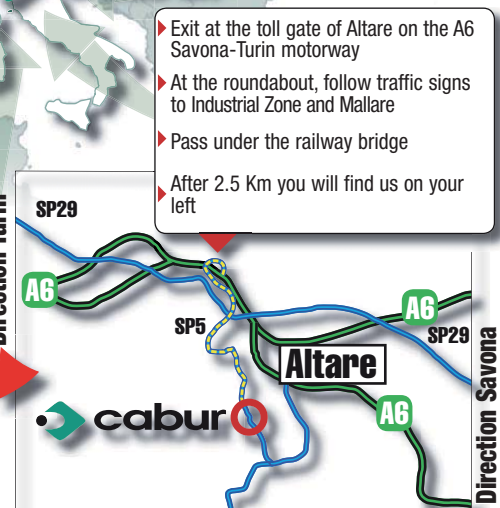 Exit at the toll gate of Altare on the A6
Savona-Turin motorway
At the roundabout, follow traffic signs
to Industrial Zone and Mallare
Pass under the railway bridge
After 2.5 Km you will find us on your
left
SP29
A6
SP5
A6
SP29
Altare
cabur
A6
Direction Savona